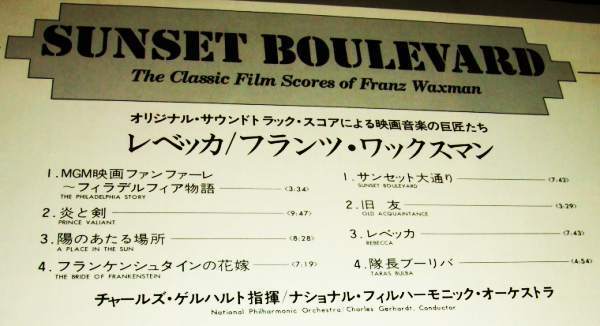 SUNSET BOULEVARD
The Classic Film Scores of Franz Waxman
オリジナル・サウンドトラック・スコアによる映画音楽の巨匠たち
レベッカ/フランツ・ワックスマン
1. MGM映画ファンファーレ
〜フィラデルフィア物語 (3:34)
THE PHILADELPHIA STORY
2. 炎と剣 (9:47)
PRINCE VALIANT
3. 陽のあたる場所 (8:28)
A PLACE IN THE SUN
4. フランケンシュタインの花嫁 (7:19)
THE BRIDE OF FRANKENSTEIN
1. サンセット大通り (7:42)
SUNSET BOULEVARD
2. 旧友 (3:29)
OLD ACQUAINTANCE
3. レベッカ (7:43)
REBECCA
4. 隊長ブーリバ (4:54)
TARAS BULBA
チャールズ・ゲルハルト指揮/ナショナル・フィルハーモニック・オーケストラ
National Philharmonic Orchestra/Charles Gerhardt, Conductor